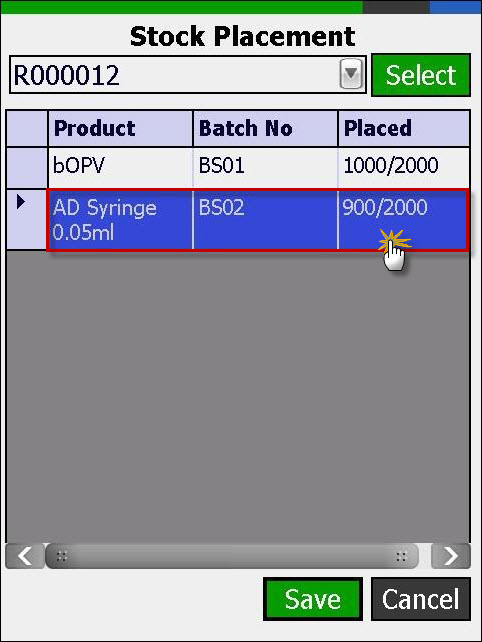 Stock Placement
R000012
Select
Product Batch No Placed
bOPV BS01 1000/2000
AD Syringe BS02 900/2000
0.05ml
Save Cancel